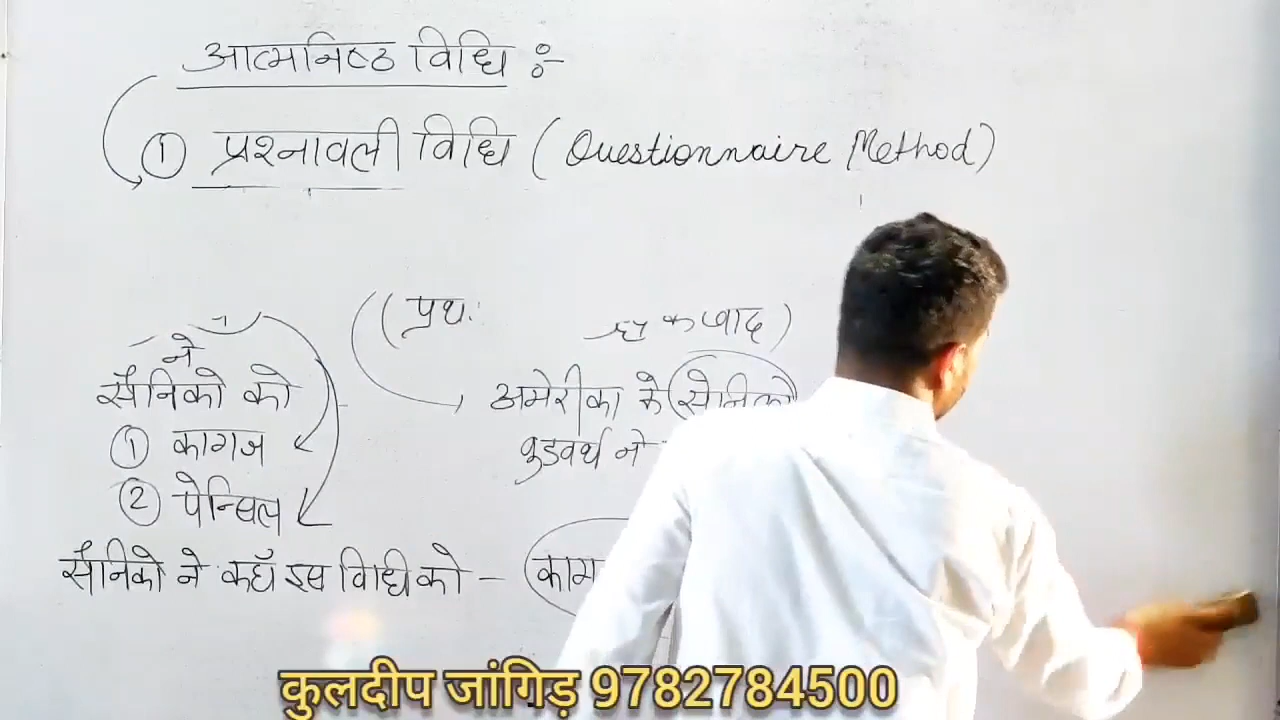 आत्मनिष्ठ विधि :-
① प्रश्नावली विधि (Questionnaire Method)
(प्रथ.
अमेरीका के सैनिको
वुडवर्थ ने
ने
सैनिको को
① कागज
② पेन्सिल
सैनिको ने कहाँ इस विधि को - काग
कुलदीप जांगिड़ 9782784500